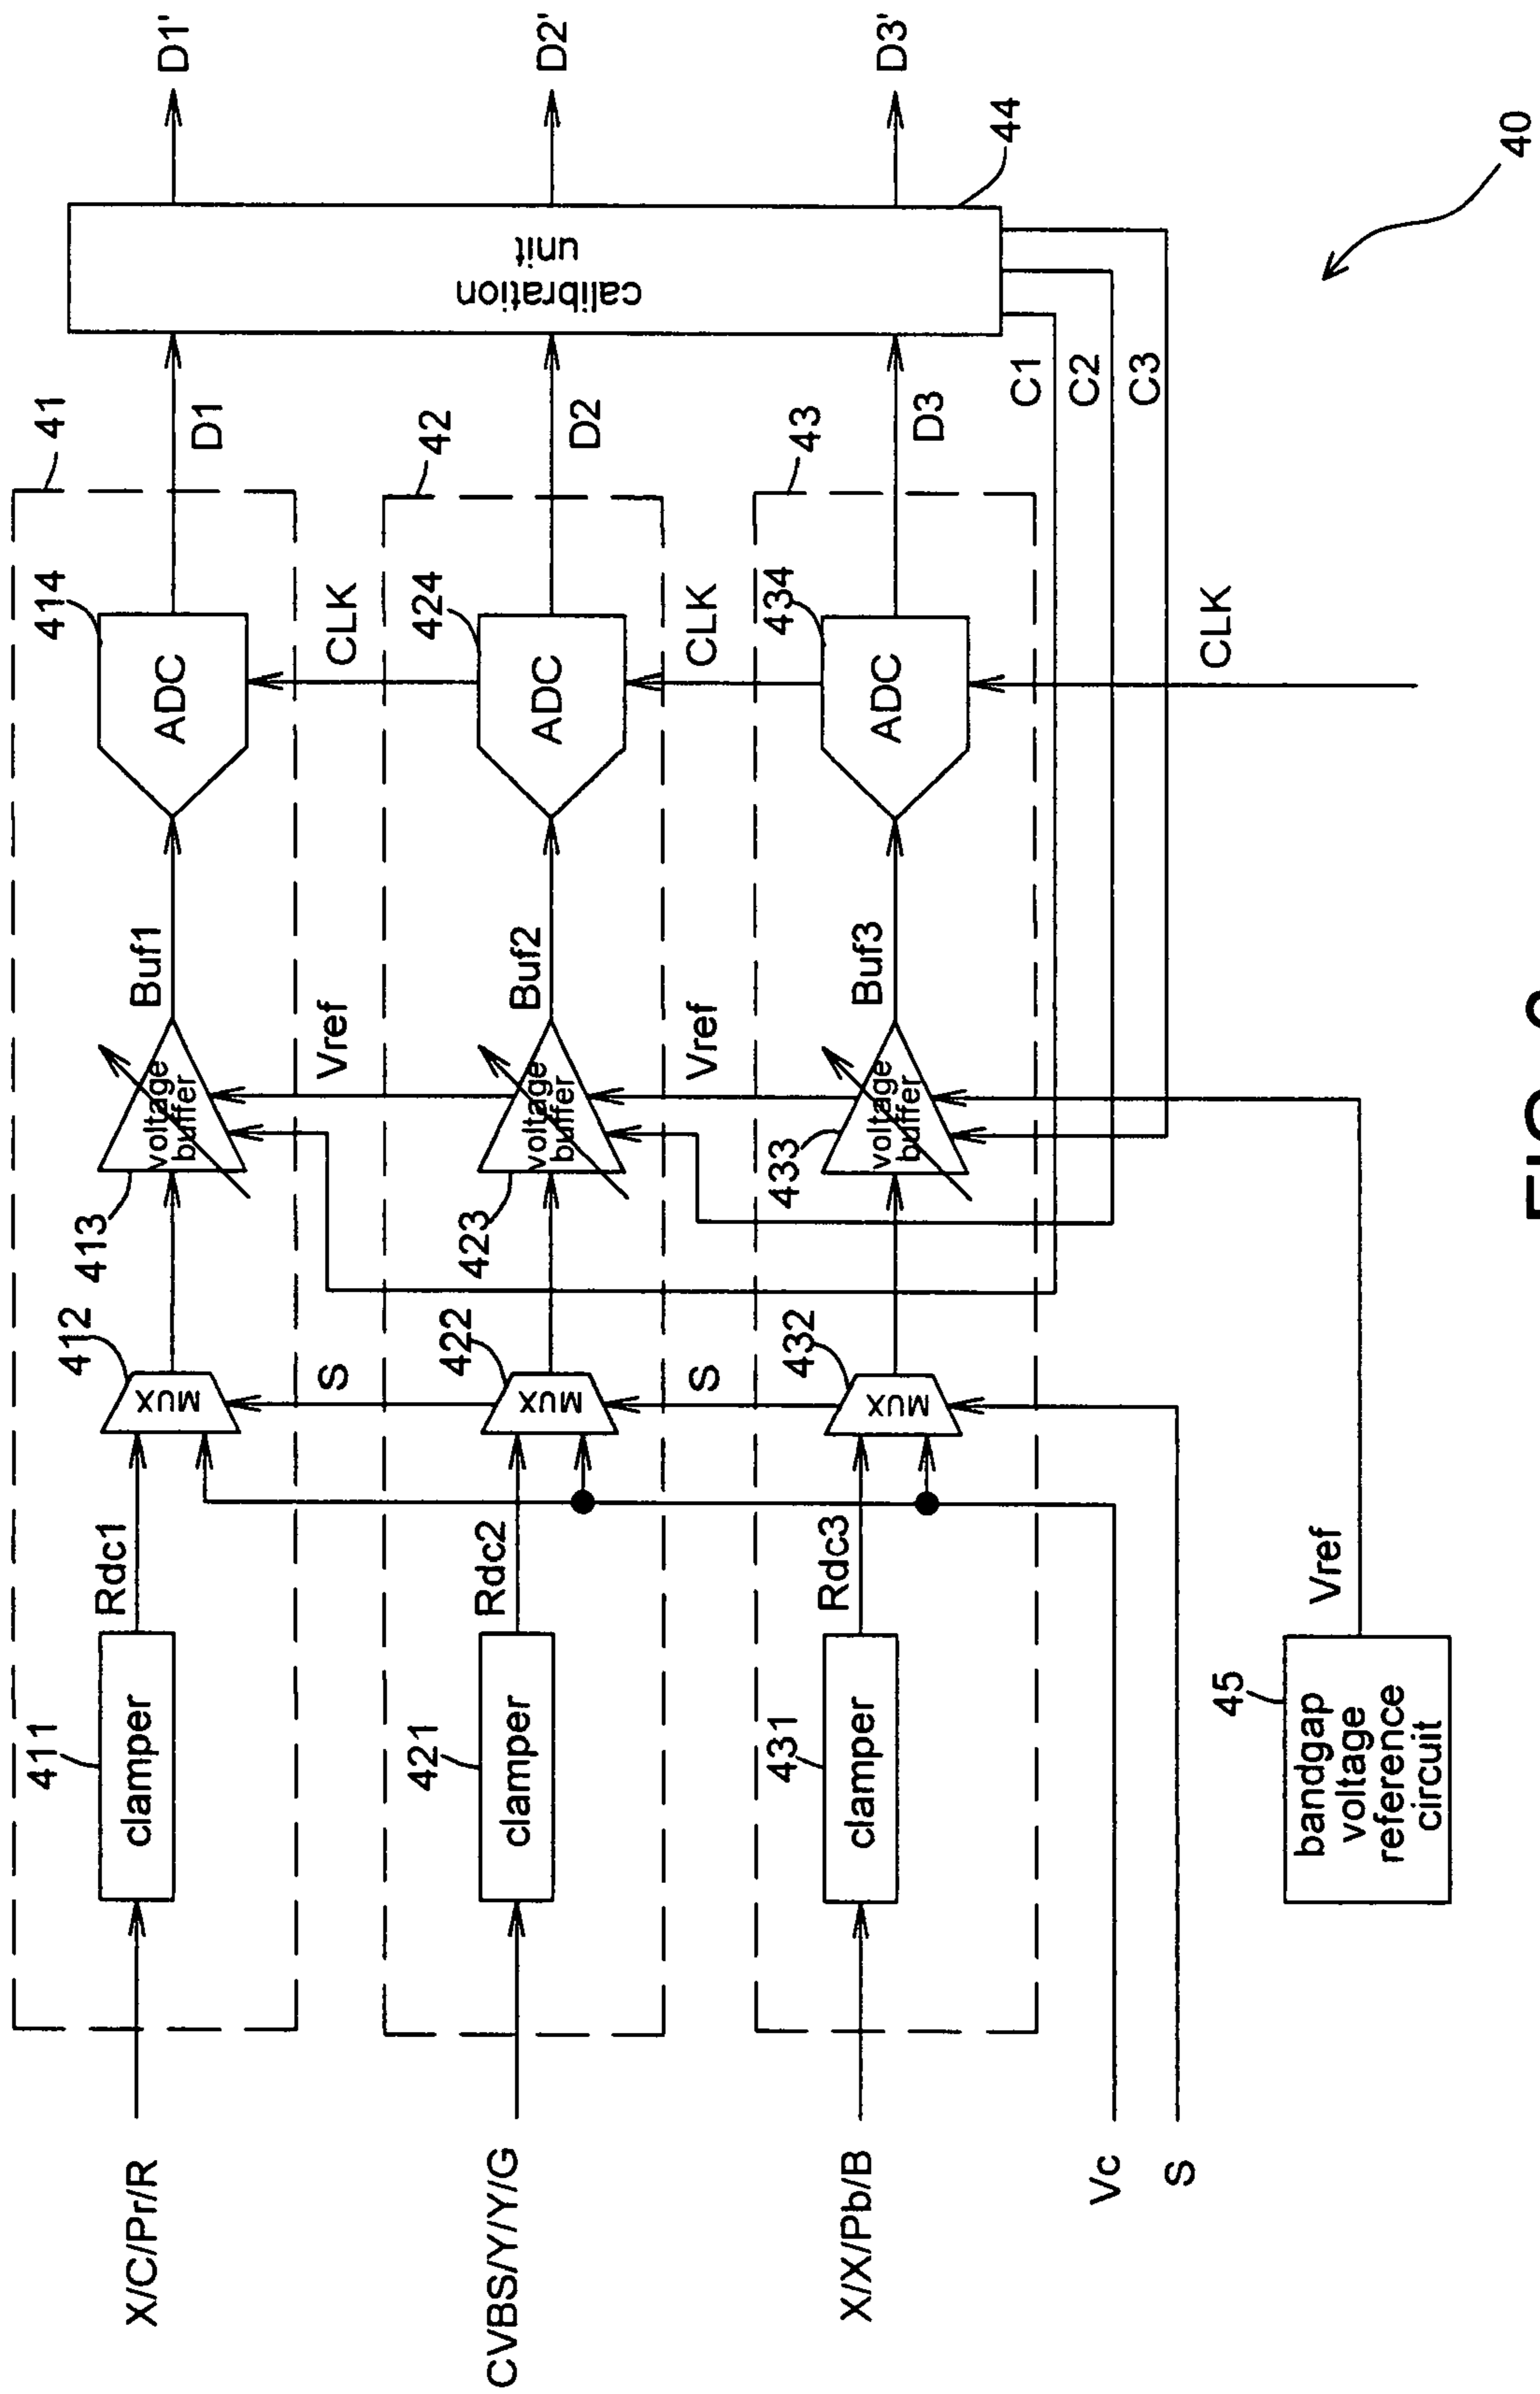 X/C/Pr/R
411
clamper
Rdc1
412
MUX
413
voltage
buffer
Buf1
414
ADC
41
D1
D1'
S
Vref
CLK
CVBS/Y/Y/G
421
clamper
Rdc2
422
MUX
423
voltage
buffer
Buf2
424
ADC
42
D2
calibration
unit
D2'
S
Vref
CLK
X/X/Pb/B
431
clamper
Rdc3
432
MUX
433
voltage
buffer
Buf3
434
ADC
43
D3
D3'
44
C1
C2
C3
Vc
S
CLK
45
bandgap
voltage
reference
circuit
Vref
40
FIG